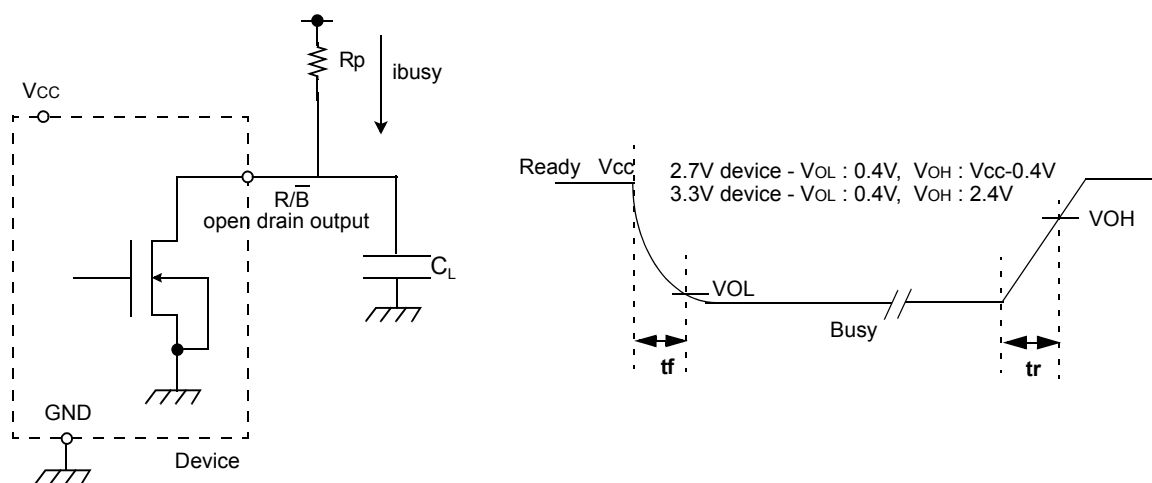 Rp
ibusy
VCC
R/B̅
open drain output
CL
GND
Device
Ready Vcc
2.7V device - VOL : 0.4V, VOH : Vcc-0.4V
3.3V device - VOL : 0.4V, VOH : 2.4V
VOH
VOL
Busy
tf
tr